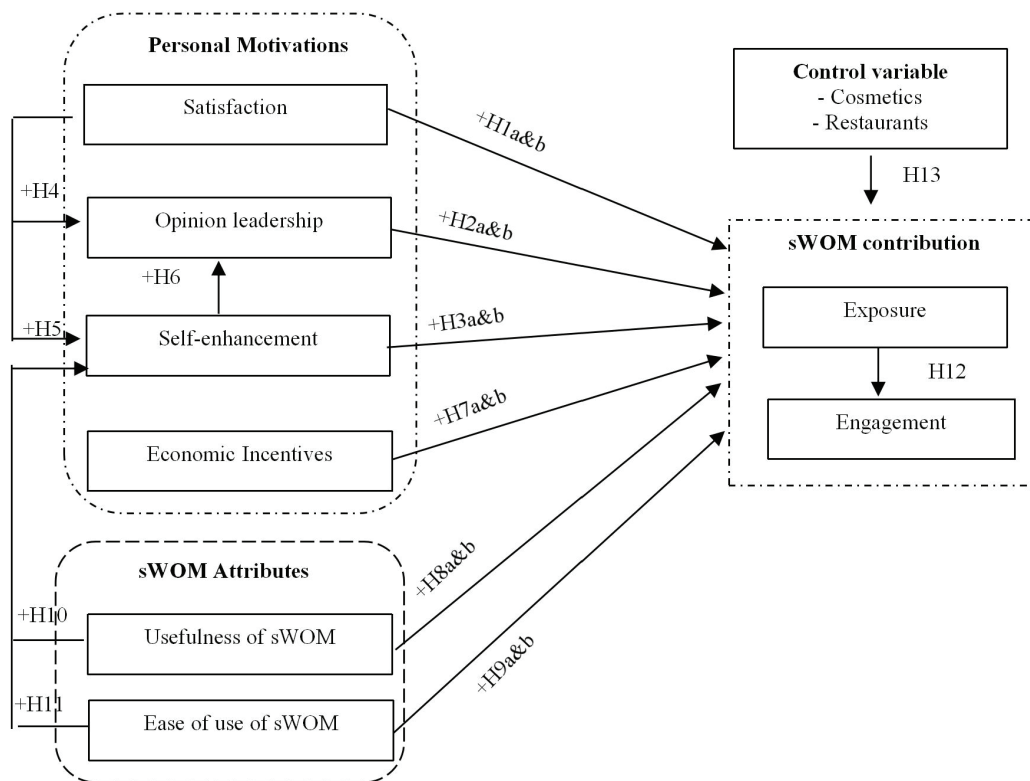 Personal Motivations
Satisfaction
Opinion leadership
Self-enhancement
Economic Incentives
+H4
+H5
+H6
sWOM Attributes
Usefulness of sWOM
Ease of use of sWOM
+H10
+H11
+H1a&b
+H2a&b
+H3a&b
+H7a&b
+H8a&b
+H9a&b
Control variable
- Cosmetics
- Restaurants
H13
sWOM contribution
Exposure
H12
Engagement